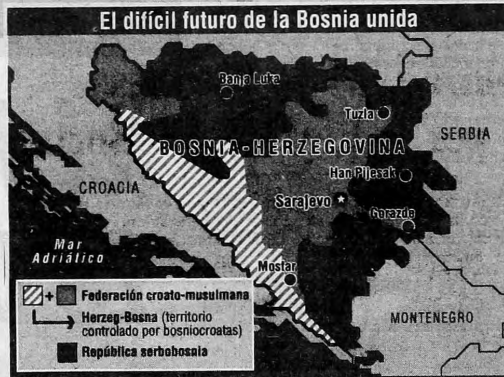 El difícil futuro de la Bosnia unida
Banja Luka
Tuzla
BOSNIA-HERZEGOVINA
SERBIA
Han Pijesak
CROACIA
Sarajevo
Gorazde
Mar
Adriático
Mostar
+ Federación croato-musulmana
Herzeg-Bosna (territorio
controlado por bosniocroatas)
MONTENEGRO
República serbobosnia